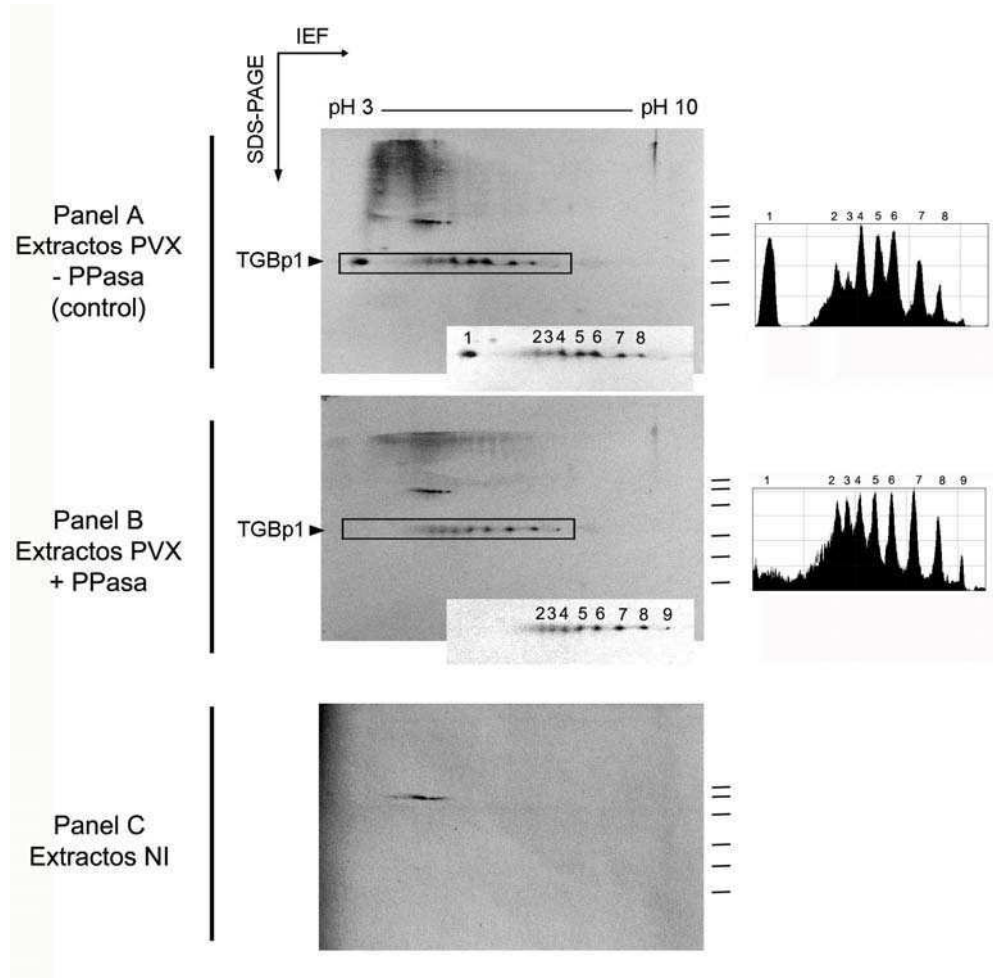 IEF
SDS-PAGE
pH 3
pH 10
Panel A
Extractos PVX
- PPasa
(control)
TGBp1
1 2 3 4 5 6 7 8
1 2 3 4 5 6 7 8
Panel B
Extractos PVX
+ PPasa
TGBp1
2 3 4 5 6 7 8 9
1 2 3 4 5 6 7 8 9
Panel C
Extractos NI